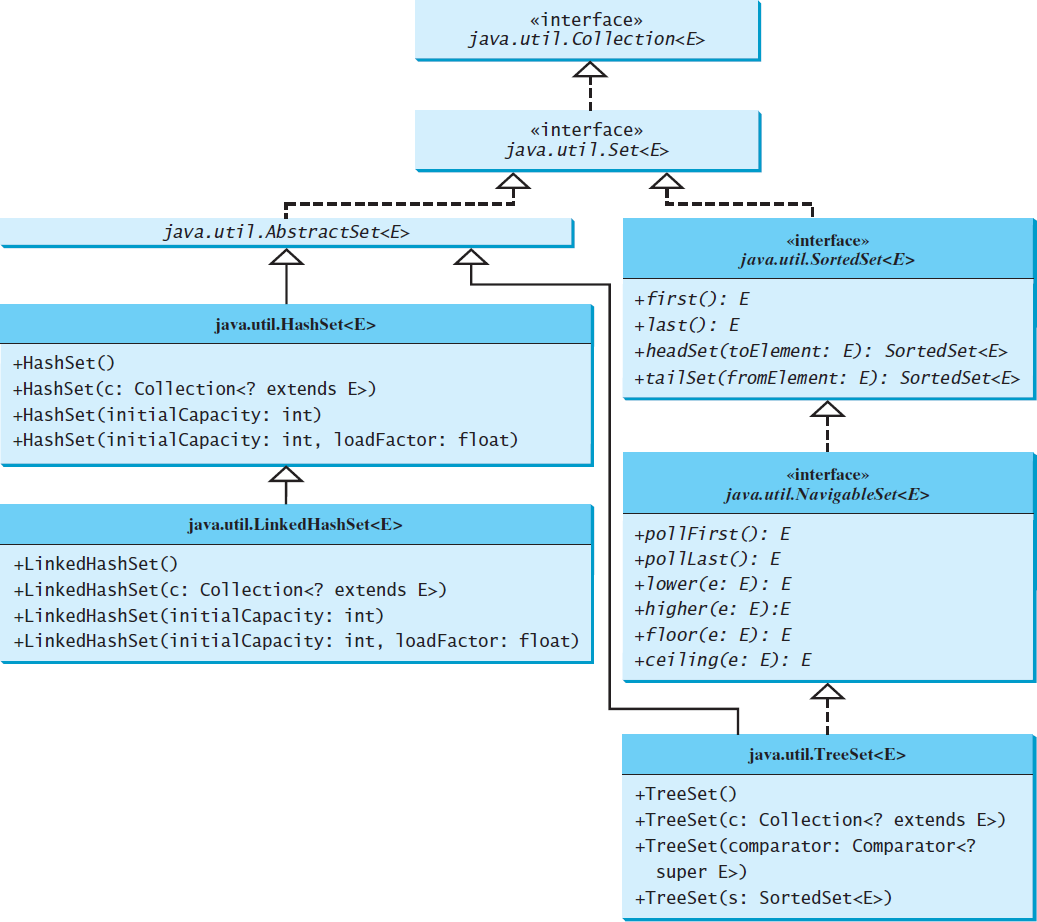 «interface»
java.util.Collection<E>
«interface»
java.util.Set<E>
java.util.AbstractSet<E>
java.util.HashSet<E>
+HashSet()
+HashSet(c: Collection<? extends E>)
+HashSet(initialCapacity: int)
+HashSet(initialCapacity: int, loadFactor: float)
java.util.LinkedHashSet<E>
+LinkedHashSet()
+LinkedHashSet(c: Collection<? extends E>)
+LinkedHashSet(initialCapacity: int)
+LinkedHashSet(initialCapacity: int, loadFactor: float)
«interface»
java.util.SortedSet<E>
+first(): E
+last(): E
+headSet(toElement: E): SortedSet<E>
+tailSet(fromElement: E): SortedSet<E>
«interface»
java.util.NavigableSet<E>
+pollFirst(): E
+pollLast(): E
+lower(e: E): E
+higher(e: E):E
+floor(e: E): E
+ceiling(e: E): E
java.util.TreeSet<E>
+TreeSet()
+TreeSet(c: Collection<? extends E>)
+TreeSet(comparator: Comparator<?
super E>)
+TreeSet(s: SortedSet<E>)